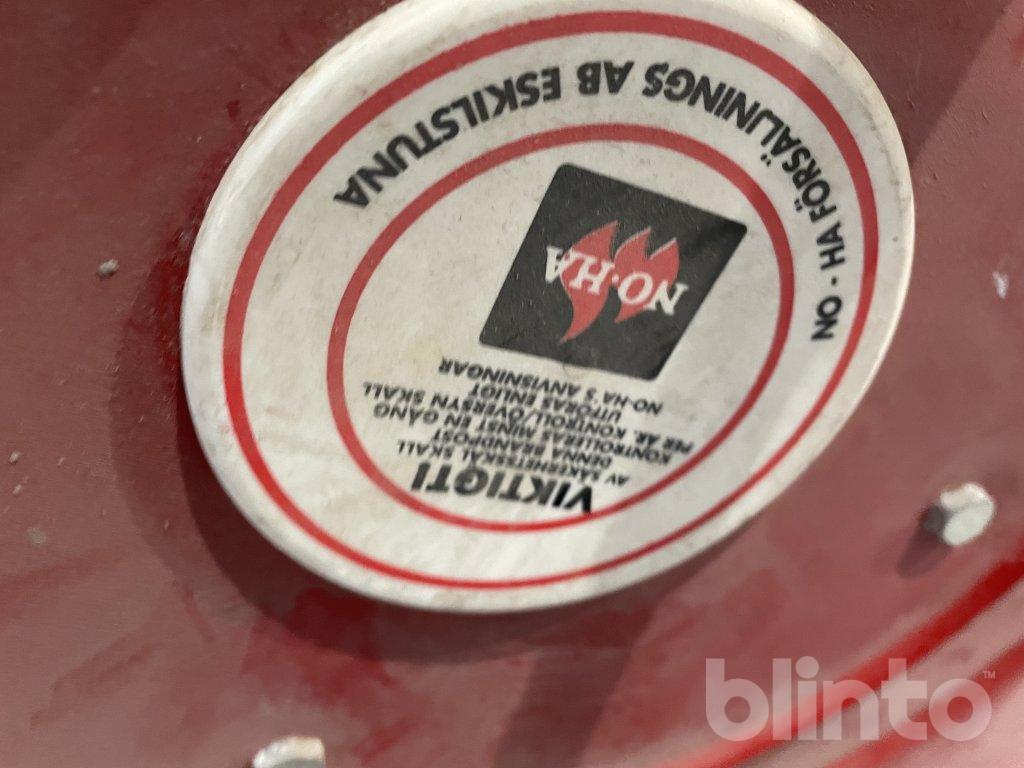 NO - HA FÖRSÄLJNINGS AB ESKILSTUNA
NO-HA
VIKTIGT!
AV SÄKERHETSSKÄL SKALL
DENNA BRANDPOST
KONTROLLERAS MINST EN GÅNG
PER ÅR. KONTROLL/ÖVERSYN SKALL
UTFÖRAS ENLIGT
NO-HA´S ANVISNINGAR
blinto™